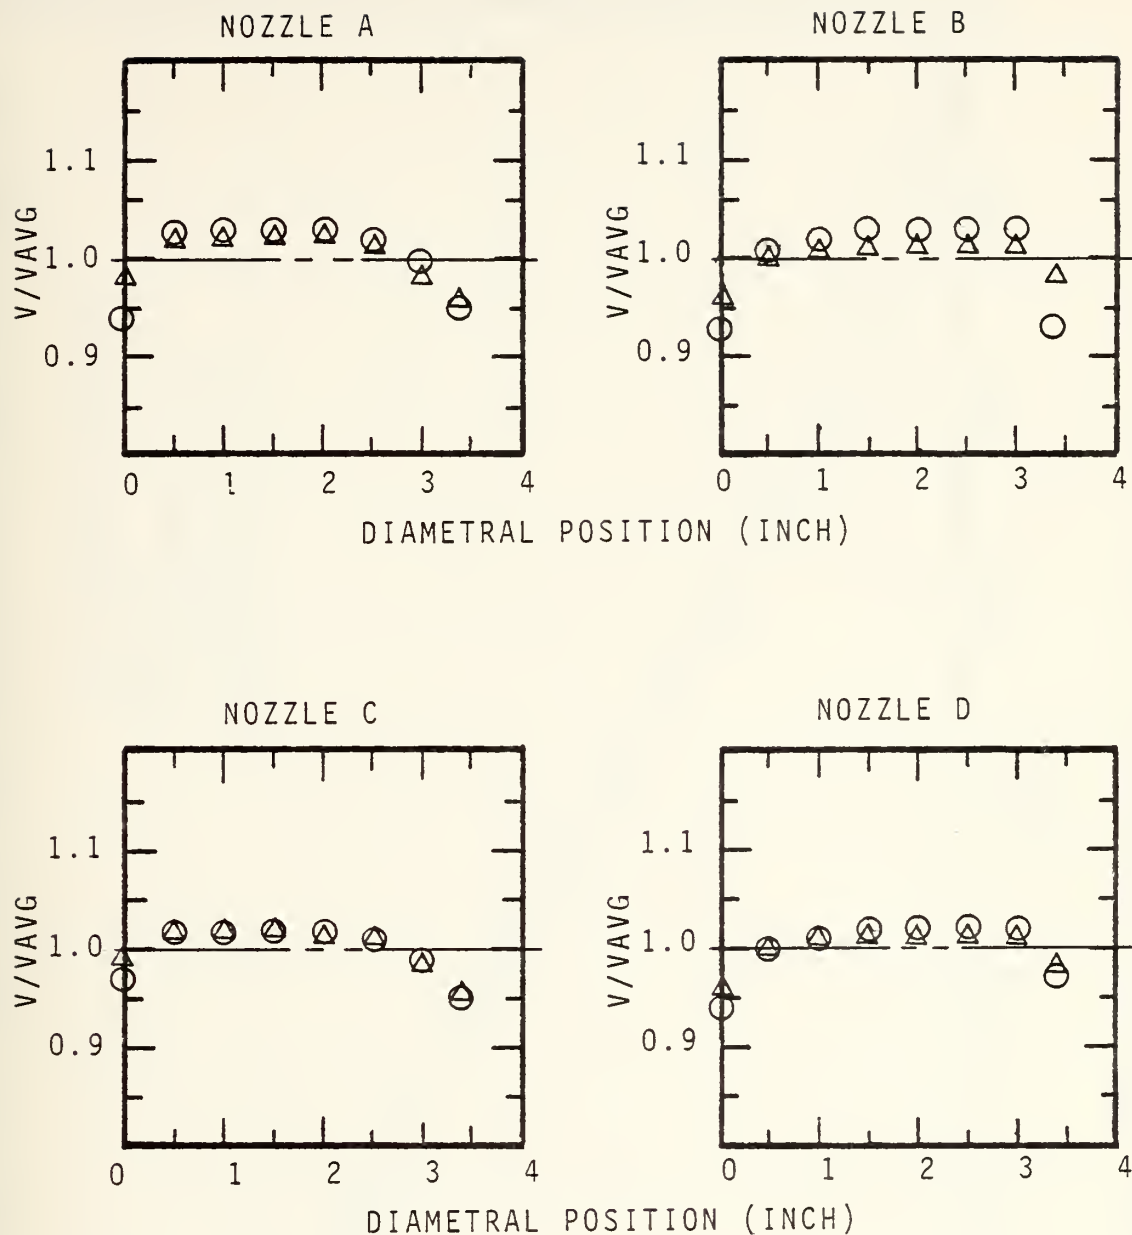 NOZZLE A
1.1
1.0
0.9
V/VAVG
0 1 2 3 4
NOZZLE B
1.1
1.0
0.9
V/VAVG
0 1 2 3 4
DIAMETRAL POSITION (INCH)
NOZZLE C
1.1
1.0
0.9
V/VAVG
0 1 2 3 4
NOZZLE D
1.1
1.0
0.9
V/VAVG
0 1 2 3 4
DIAMETRAL POSITION (INCH)